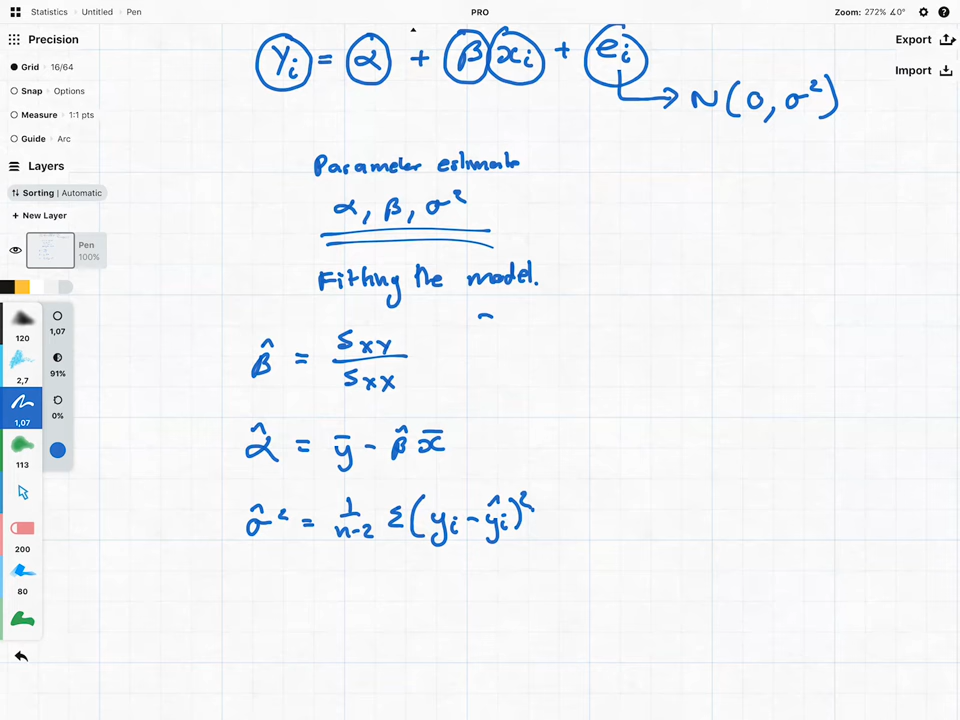 Statistics › Untitled › Pen
PRO
Zoom: 272% ∡0°
Precision
Grid 16/64
Snap Options
Measure 1:1 pts
Guide Arc
Layers
Sorting | Automatic
+ New Layer
Pen
100%
120
2,7
1,07
113
200
80
1,07
91%
0%
Export
Import
Yi = α + β xi + ei
N(0, σ²)
Parameter estimate
α, β, σ²
Fitting the model.
β̂ = Sxy / Sxx
α̂ = ȳ - β̂ x̄
σ̂² = 1/n-2 Σ(yi - ŷi)²